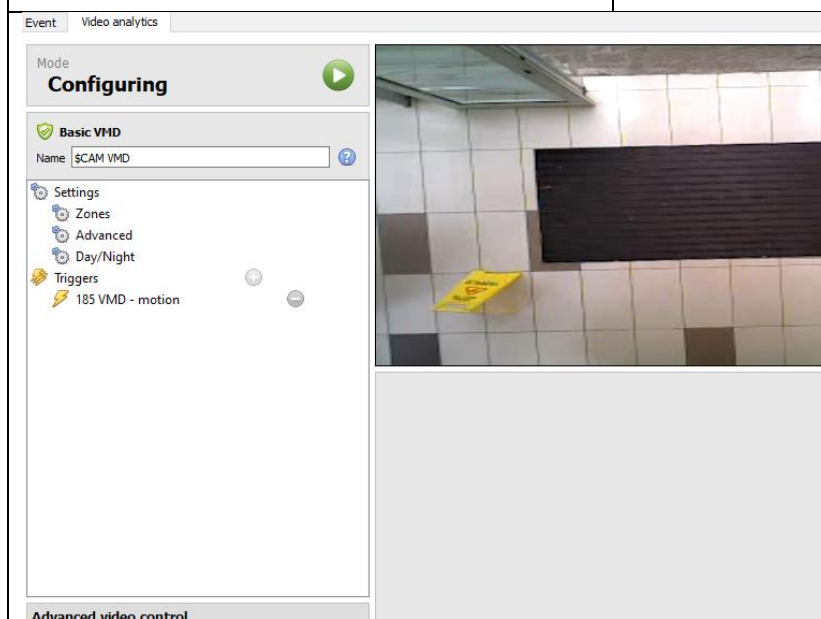 Event Video analytics
Mode
Configuring
Basic VMD
Name $CAM VMD
Settings
Zones
Advanced
Day/Night
Triggers
185 VMD - motion
Advanced video control